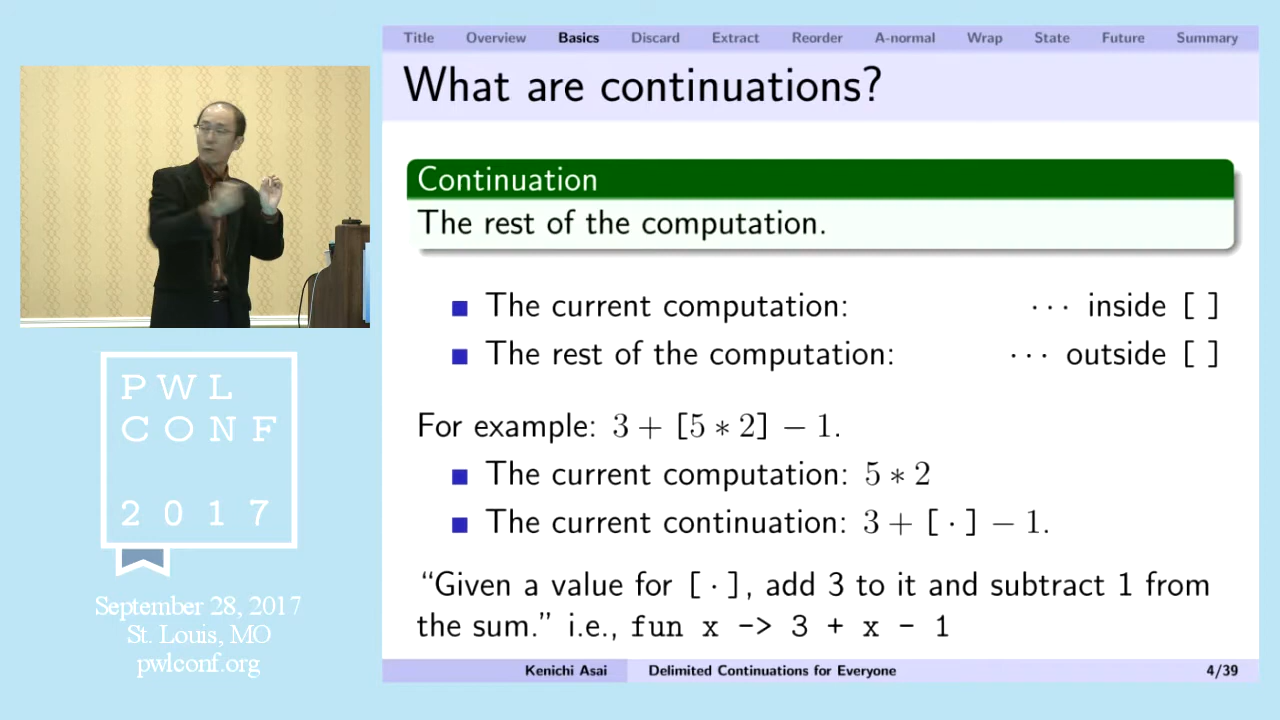 Title Overview Basics Discard Extract Reorder A-normal Wrap State Future Summary
What are continuations?
Continuation
The rest of the computation.
■ The current computation: ··· inside [ ]
■ The rest of the computation: ··· outside [ ]
For example: 3 + [5 ∗ 2] − 1.
■ The current computation: 5 ∗ 2
■ The current continuation: 3 + [ · ] − 1.
“Given a value for [ · ], add 3 to it and subtract 1 from
the sum.” i.e., fun x -> 3 + x - 1
Kenichi Asai Delimited Continuations for Everyone 4/39
PWL
CONF
2017
September 28, 2017
St. Louis, MO
pwlconf.org